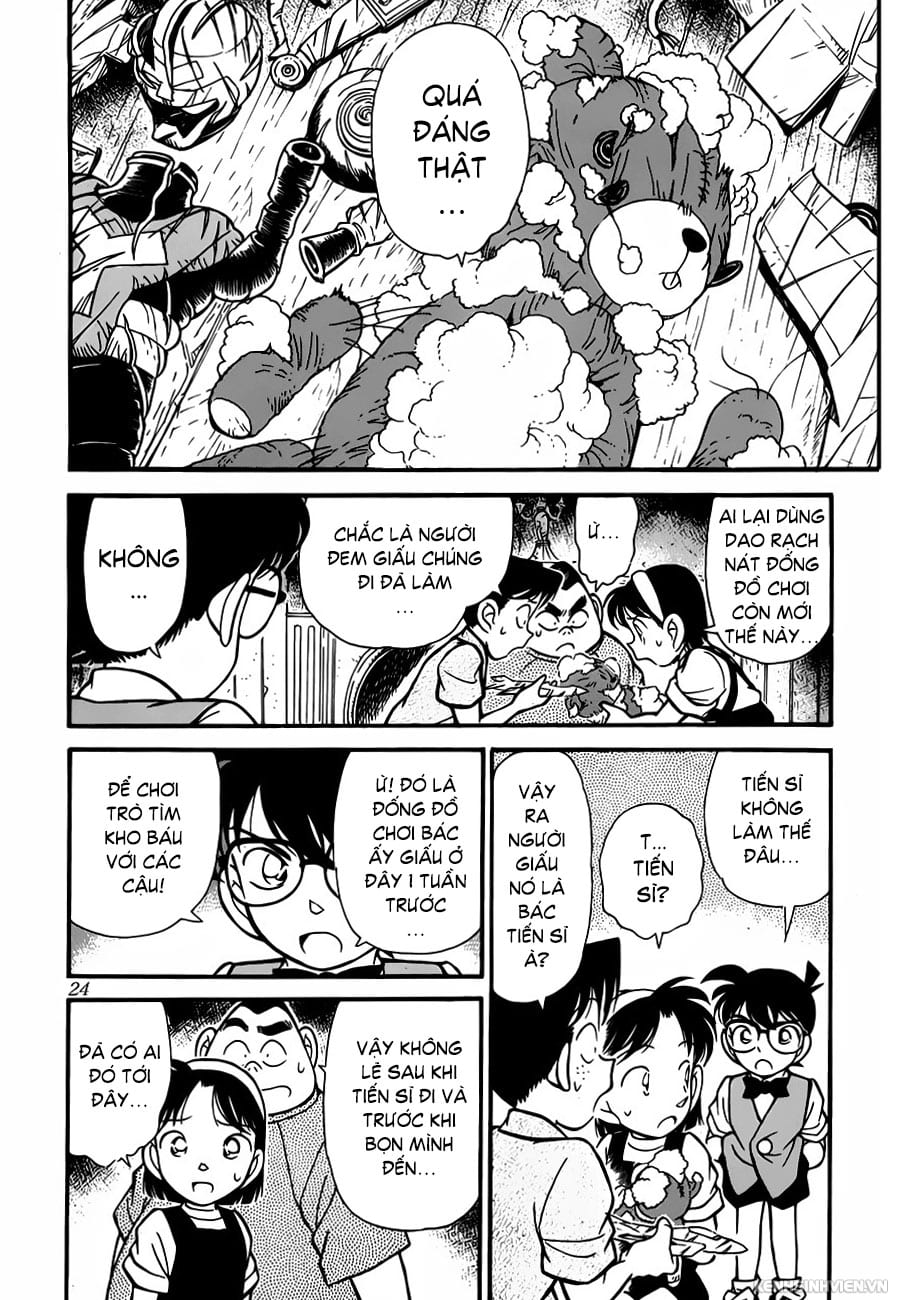 QUÁ
ĐÁNG
THẬT
...
AI LẠI DÙNG
DAO RẠCH
NÁT ĐỐNG
ĐỒ CHƠI
CÒN MỚI
THẾ NÀY...
Ừ...
CHẮC LÀ NGƯỜI
ĐEM GIẤU CHÚNG
ĐI ĐÃ LÀM
...
KHÔNG
...
TIẾN SĨ
KHÔNG
LÀM THẾ
ĐÂU...
T...
TIẾN
SĨ?
VẬY
RA
NGƯỜI
GIẤU
NÓ LÀ
BÁC
TIẾN SĨ
À?
Ừ! ĐÓ LÀ
ĐỐNG ĐỒ
CHƠI BÁC
ẤY GIẤU Ở
ĐÂY 1 TUẦN
TRƯỚC
...
ĐỂ CHƠI
TRÒ TÌM
KHO BÁU
VỚI CÁC
CẬU!
24
VẬY KHÔNG
LẼ SAU KHI
TIẾN SĨ ĐI VÀ
TRƯỚC KHI
BỌN MÌNH
ĐẾN...
ĐÃ CÓ AI
ĐÓ TỚI
ĐÂY...
KENHSINHVIEN.VN